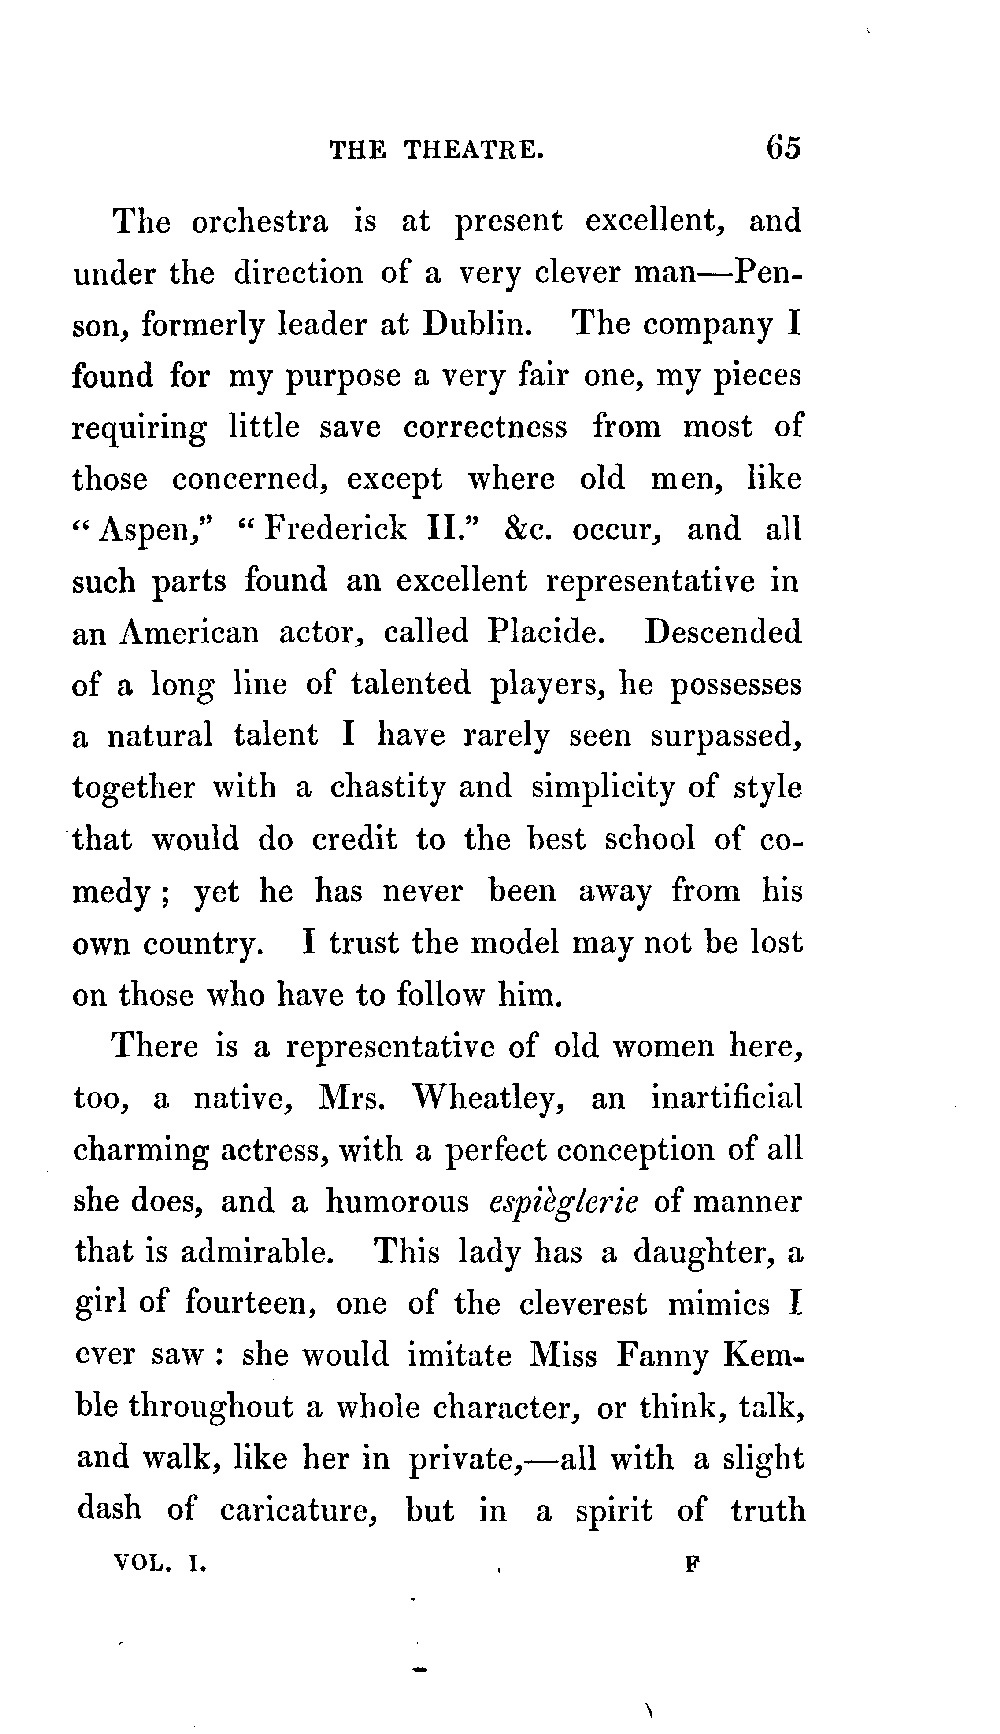 THE THEATRE. 65
The orchestra is at present excellent, and
under the direction of a very clever man—Pen-
son, formerly leader at Dublin. The company I
found for my purpose a very fair one, my pieces
requiring little save correctness from most of
those concerned, except where old men, like
“ Aspen,” “ Frederick II.” &c. occur, and all
such parts found an excellent representative in
an American actor, called Placide. Descended
of a long line of talented players, he possesses
a natural talent I have rarely seen surpassed,
together with a chastity and simplicity of style
that would do credit to the best school of co-
medy ; yet he has never been away from his
own country. I trust the model may not be lost
on those who have to follow him.
There is a representative of old women here,
too, a native, Mrs. Wheatley, an inartificial
charming actress, with a perfect conception of all
she does, and a humorous espièglerie of manner
that is admirable. This lady has a daughter, a
girl of fourteen, one of the cleverest mimics I
ever saw : she would imitate Miss Fanny Kem-
ble throughout a whole character, or think, talk,
and walk, like her in private,—all with a slight
dash of caricature, but in a spirit of truth
VOL. I. F